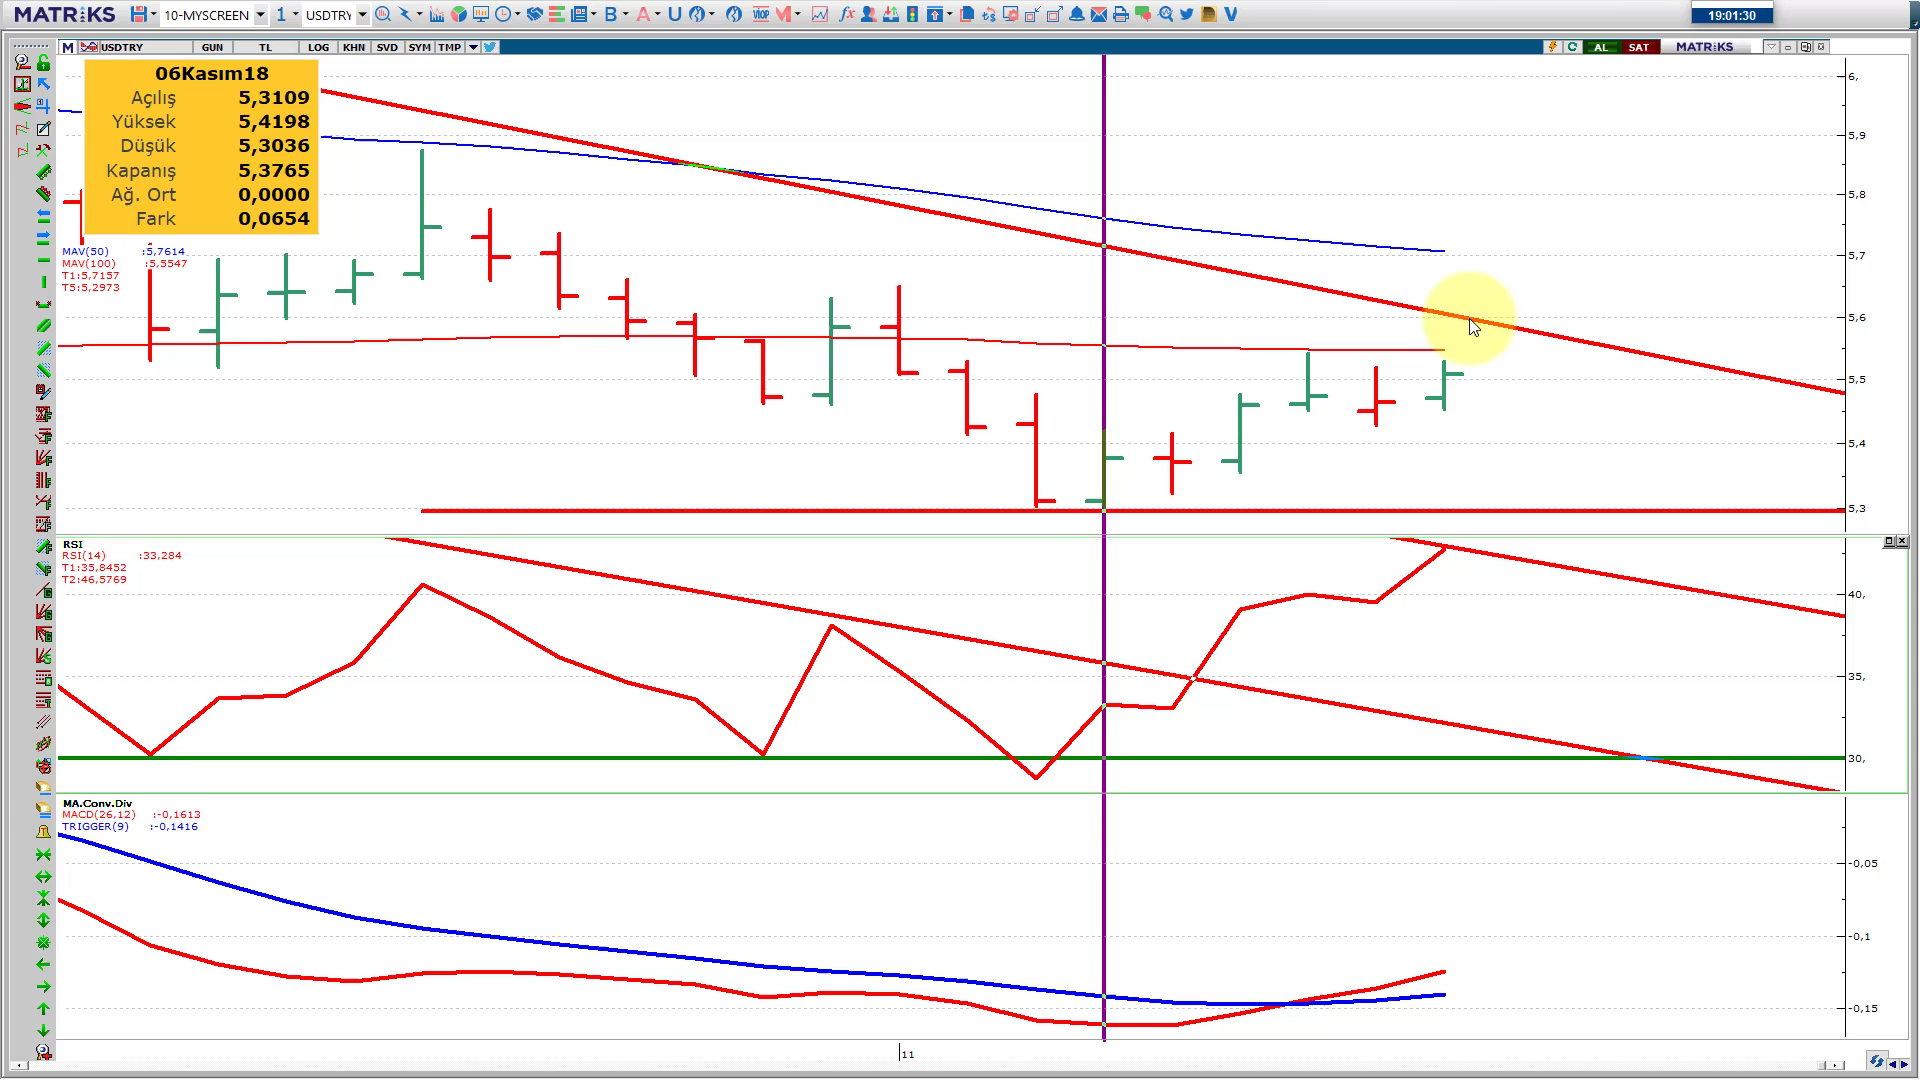 MATRIKS 10-MYSCREEN 1 USDTRY B A U VIOP M fx V 19:01:30
M USDTRY GUN TL LOG KHN SVD SYM TMP AL SAT MATRIKS
06Kasım18
Açılış 5,3109
Yüksek 5,4198
Düşük 5,3036
Kapanış 5,3765
Ağ. Ort 0,0000
Fark 0,0654
MAV(50) :5,7614
MAV(100) :5,5547
T1:5,7157
T5:5,2973
6,
5,9
5,8
5,7
5,6
5,5
5,4
5,3
RSI
RSI(14) :33,284
T1:35,8452
T2:46,5769
40,
35,
30,
MA.Conv.Div
MACD(26,12) :-0,1613
TRIGGER(9) :-0,1416
-0,05
-0,1
-0,15
11